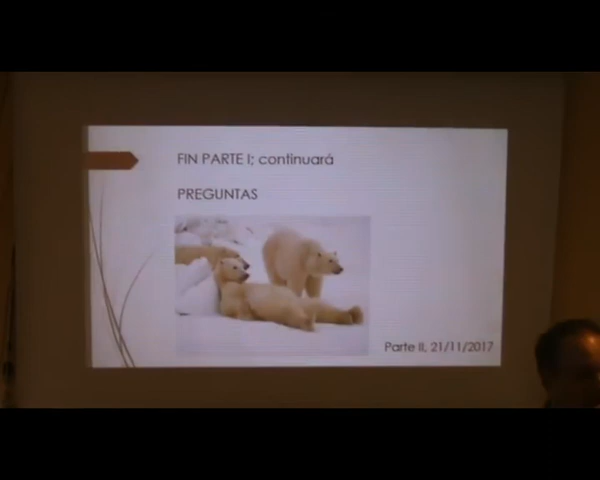 FIN PARTE I; continuará
PREGUNTAS
Parte II, 21/11/2017